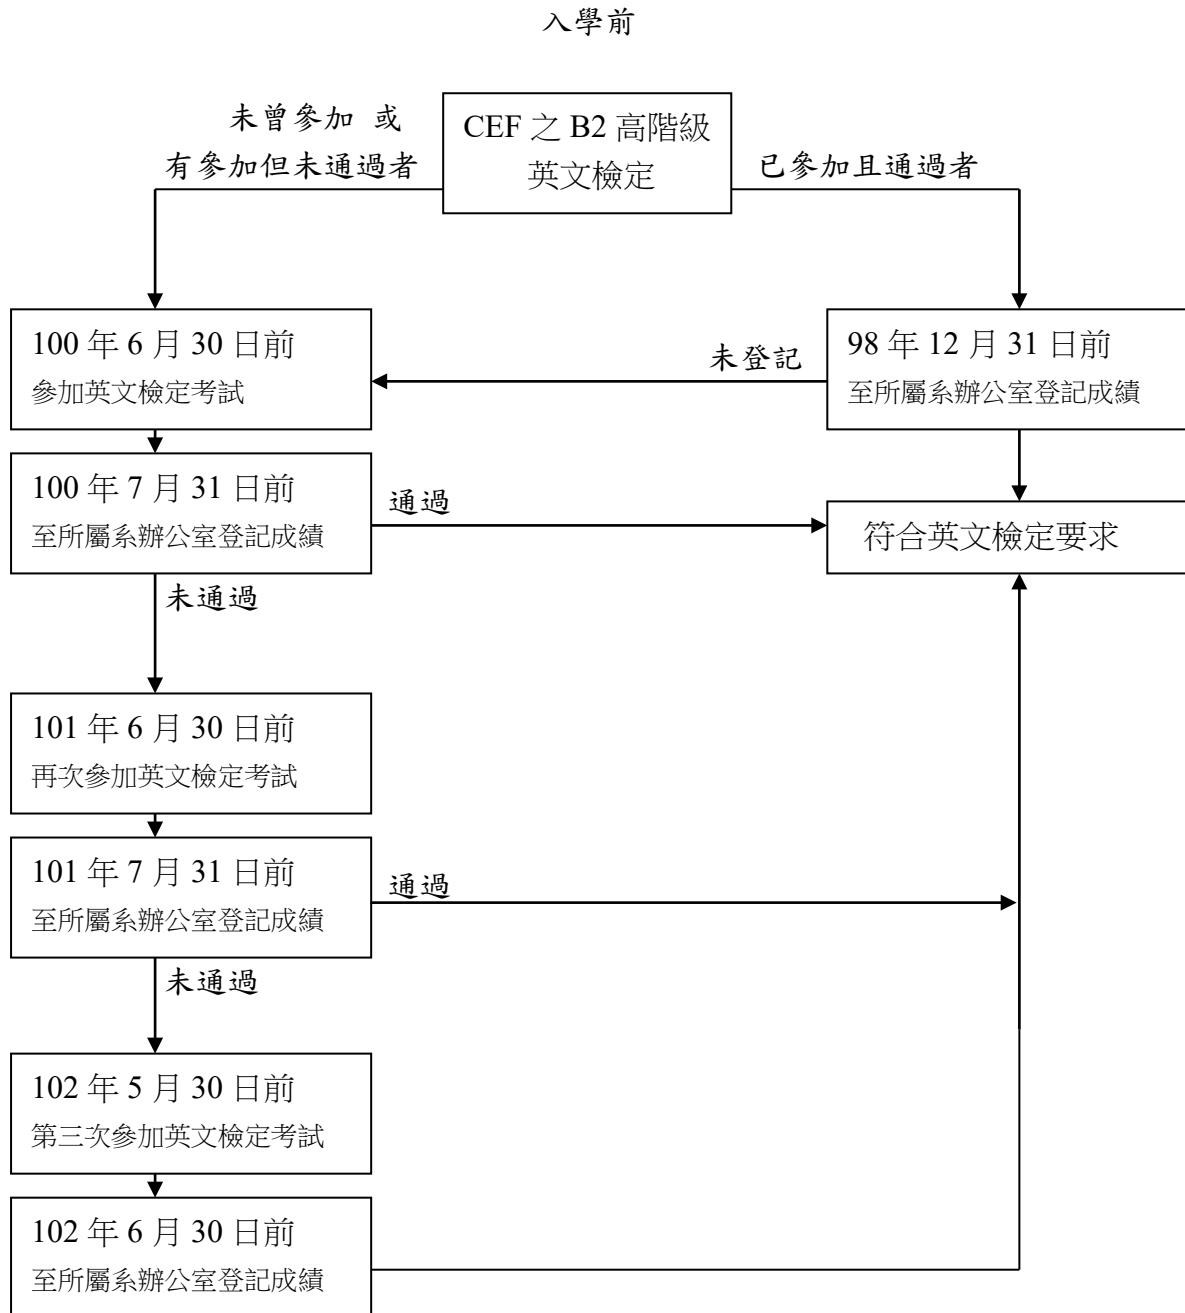 入學前
未曾參加 或
有參加但未通過者
CEF 之 B2 高階級
英文檢定
已參加且通過者
100 年 6 月 30 日前
參加英文檢定考試
未登記
98 年 12 月 31 日前
至所屬系辦公室登記成績
100 年 7 月 31 日前
至所屬系辦公室登記成績
通過
符合英文檢定要求
未通過
101 年 6 月 30 日前
再次參加英文檢定考試
101 年 7 月 31 日前
至所屬系辦公室登記成績
通過
未通過
102 年 5 月 30 日前
第三次參加英文檢定考試
102 年 6 月 30 日前
至所屬系辦公室登記成績